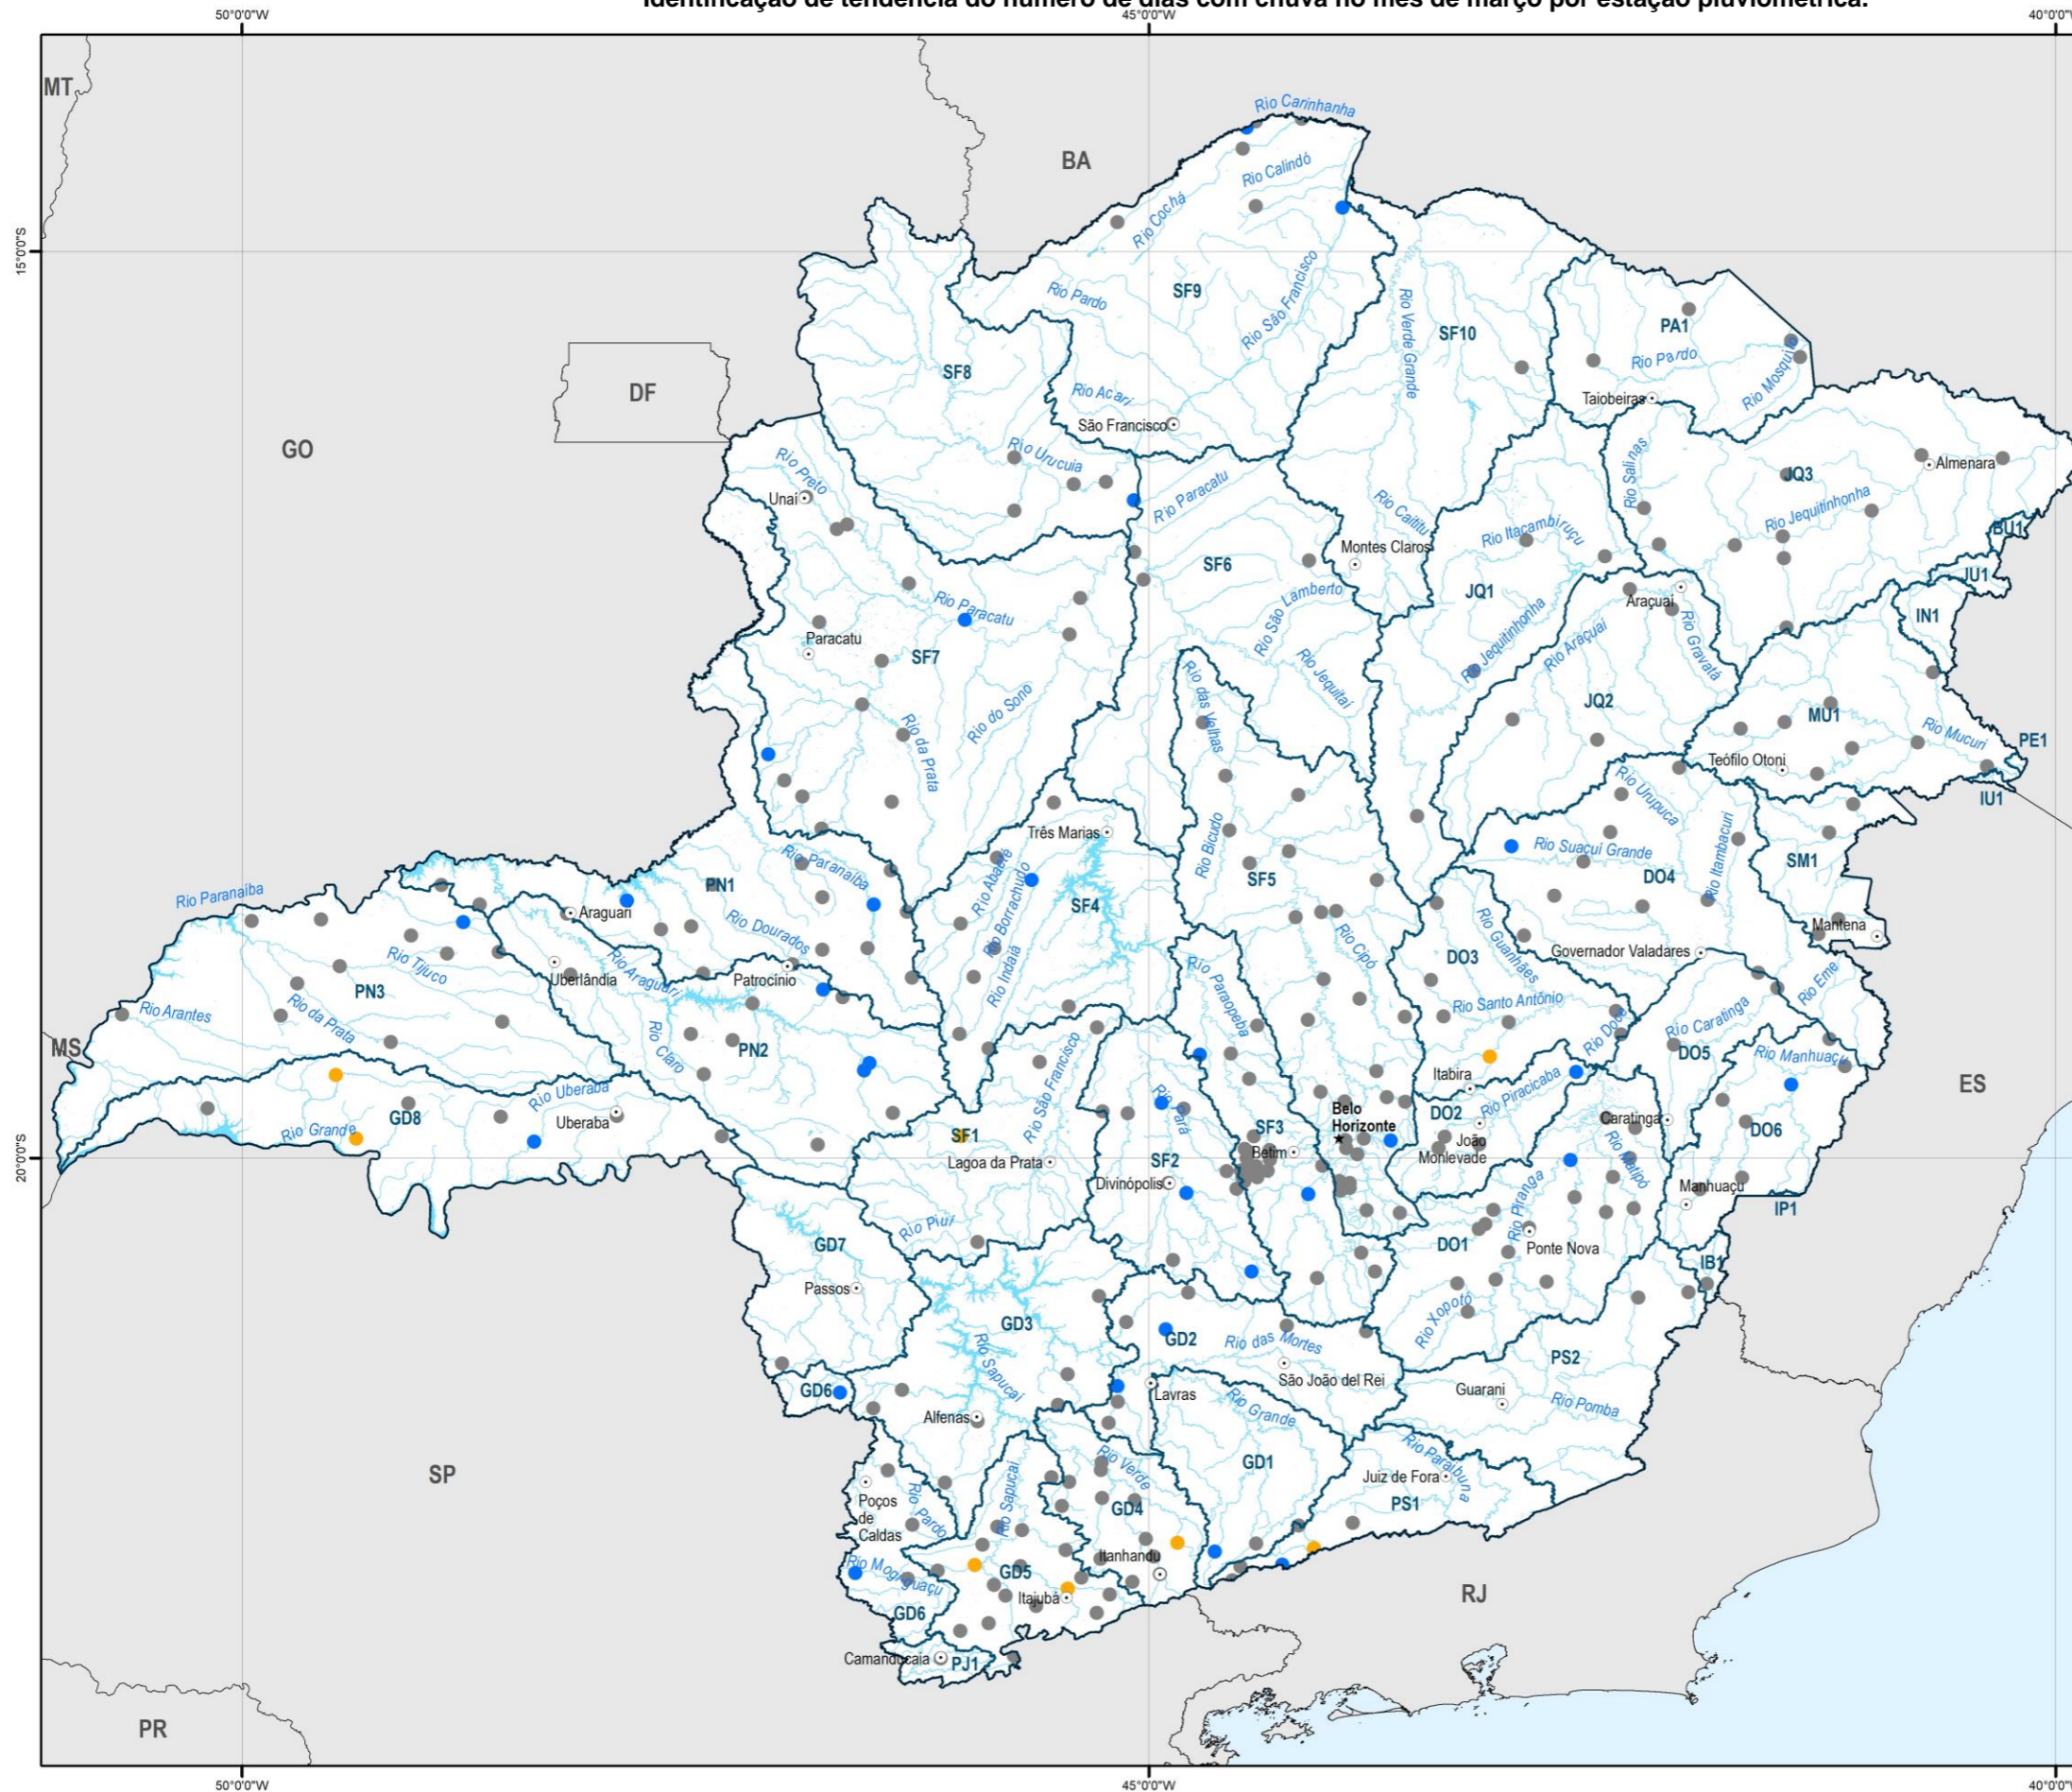 Identificação de tendência do número de dias com chuva no mês de março por estação pluviométrica.
50°0'0"W
45°0'0"W
40°0'0"W
MT
Rio Carinhanha
BA
Rio Calindó
Rio Cochá
15°0'0"S
SF9
Rio Pardo
Rio São Francisco
Rio Verde Grande
SF10
PA1
Rio Pardo
Rio Mosquito
SF8
DF
Rio Acari
São Francisco
Taiobeiras
GO
Rio Urucuia
Rio Preto
Unaí
Rio Paracatu
Rio Salinas
JQ3
Almenara
Rio Caititu
Rio Itacambiruçu
Rio Jequitinhonha
BU1
Montes Claros
SF6
JU1
JQ1
Araçuaí
IN1
Rio Paracatu
Rio São Lamberto
Paracatu
SF7
Rio Jequitinhonha
Rio Araçuaí
Rio Gravatá
Rio das Velhas
Rio Jequitaí
Rio do Sono
Rio da Prata
JQ2
MU1
Rio Mucuri
PE1
Teófilo Otoni
IU1
Rio Urupuca
Três Marias
Rio Bicudo
Rio Suaçuí Grande
Rio Itambacuri
SM1
Rio Paranaíba
Rio Abaeté
Rio Borrachudo
SF5
DO4
PN1
SF4
Rio Paranaíba
Araguari
Rio Dourados
Rio Cipó
Rio Guanhães
Mantena
Rio Indaiá
Governador Valadares
Rio Tijuco
Uberlândia
Rio Araguari
Patrocínio
DO3
Rio Paraopeba
Rio Eme
PN3
Rio Arantes
Rio da Prata
Rio Santo Antônio
Rio Doce
Rio Caratinga
MS
Rio Claro
PN2
Rio São Francisco
DO5
Rio Manhuaçu
ES
Itabira
Rio Uberaba
Rio Pará
Rio Piracicaba
GD8
Uberaba
Belo
Horizonte
DO2
Caratinga
Rio Grande
SF1
SF3
João
Monlevade
DO6
20°0'0"S
Lagoa da Prata
SF2
Betim
Rio Matipó
Divinópolis
Manhuaçu
Rio Piranga
IP1
Rio Piuí
GD7
DO1
Ponte Nova
IB1
Passos
GD3
Rio Xopotó
GD2
Rio das Mortes
Rio Sapucaí
PS2
São João del Rei
GD6
Lavras
Guarani
Rio Pomba
Alfenas
Rio Grande
SP
GD1
Rio Paraibuna
Rio Verde
Juiz de Fora
Poços
de
Caldas
Rio Pardo
Rio Sapucaí
GD4
PS1
Itanhandu
Rio Mogi-guaçu
GD5
Itajubá
RJ
GD6
Camanducaia
PJ1
PR
50°0'0"W
45°0'0"W
40°0'0"W